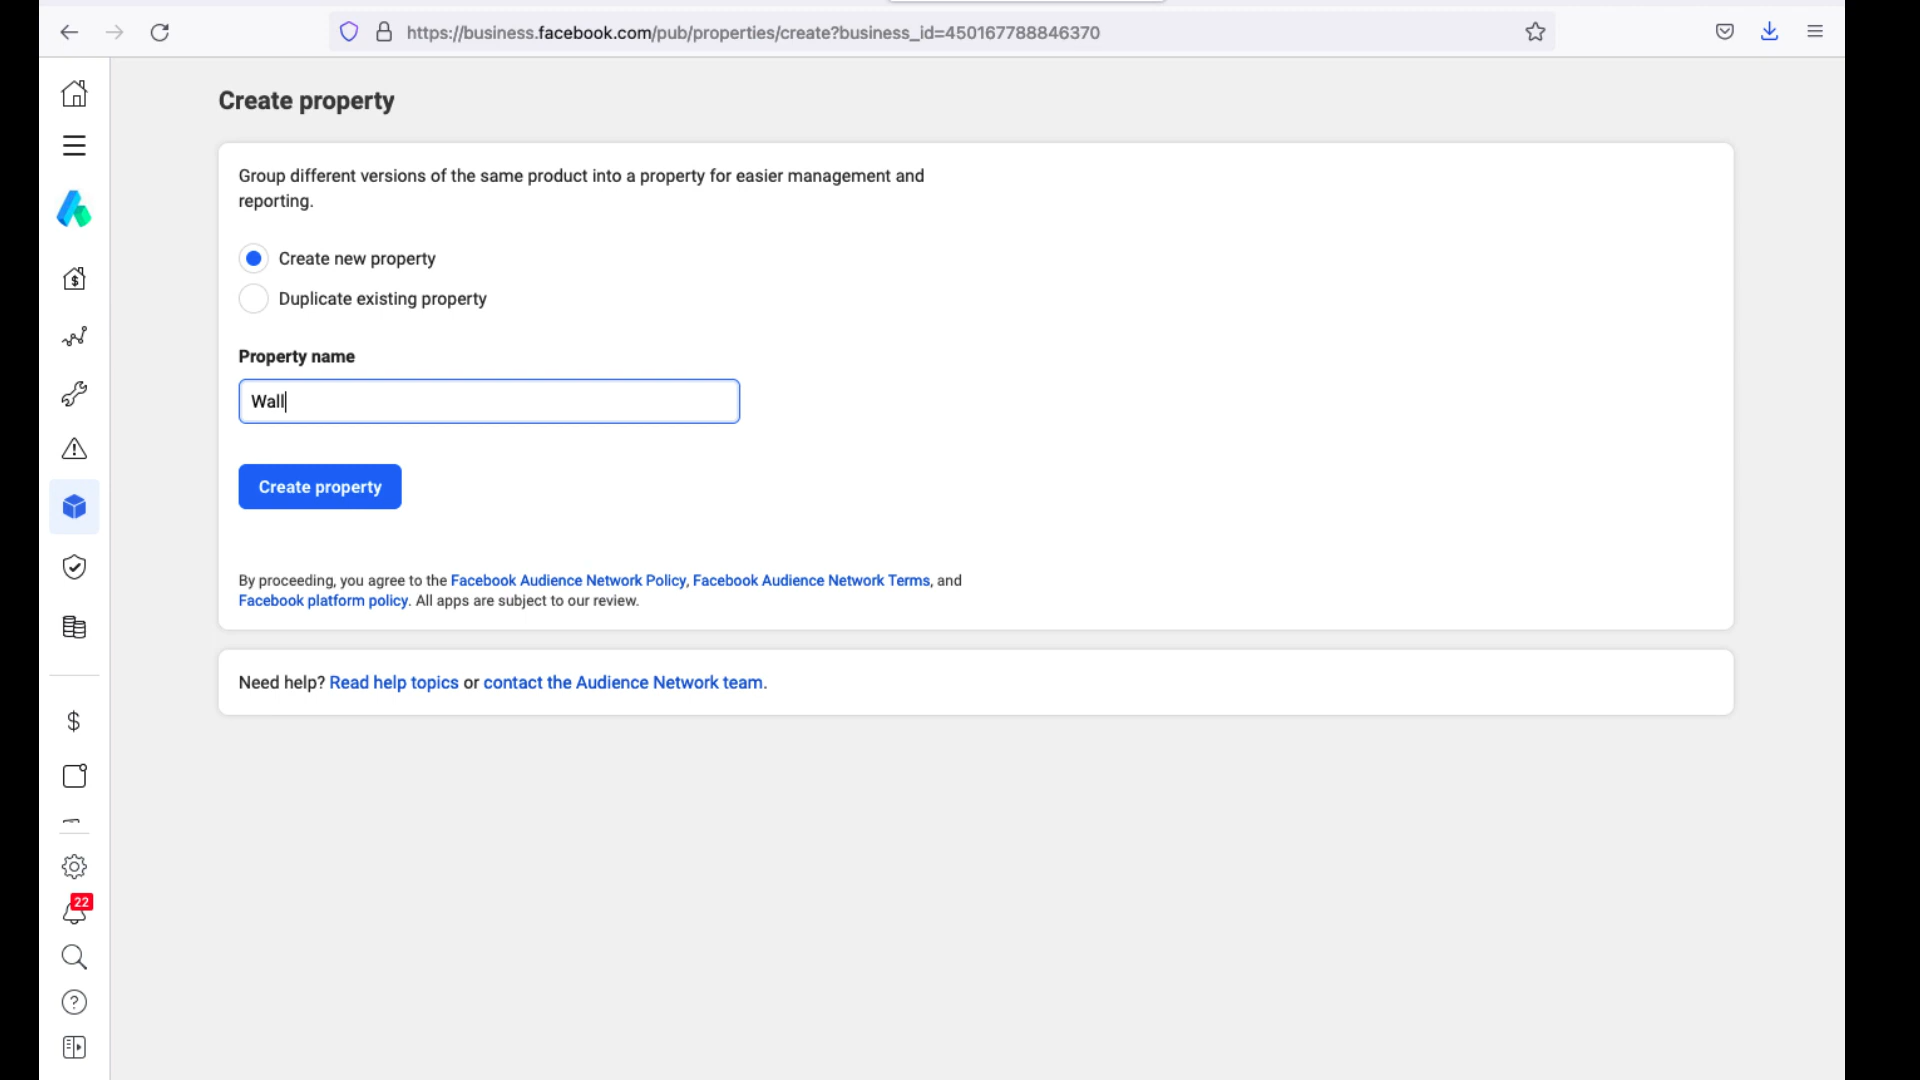 https://business.facebook.com/pub/properties/create?business_id=450167788846370
Create property
Group different versions of the same product into a property for easier management and
reporting.
Create new property
Duplicate existing property
Property name
Wall
Create property
By proceeding, you agree to the Facebook Audience Network Policy, Facebook Audience Network Terms, and
Facebook platform policy. All apps are subject to our review.
Need help? Read help topics or contact the Audience Network team.
22